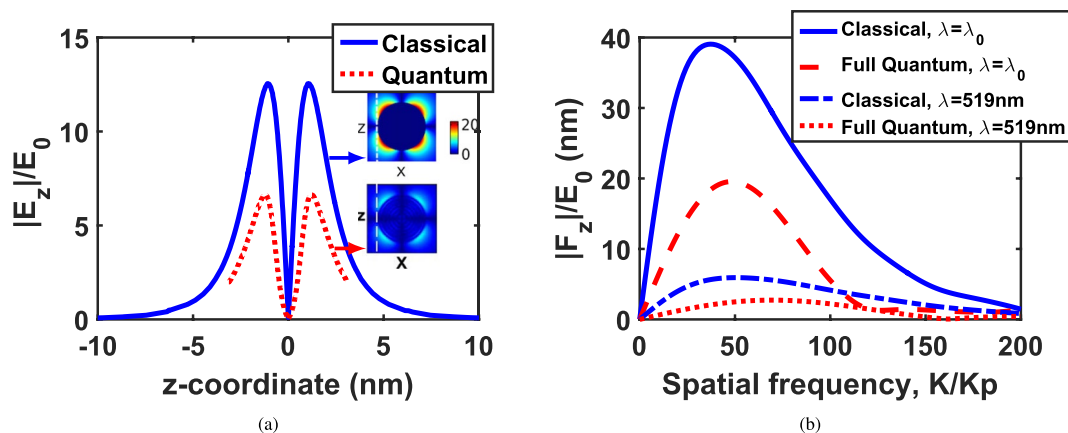 15
10
5
0
|E_z|/E_0
Classical
Quantum
z
x
20
0
z
x
-10 -5 0 5 10
z-coordinate (nm)
(a)
40
30
20
10
0
|F_z|/E_0 (nm)
Classical, λ=λ_0
Full Quantum, λ=λ_0
Classical, λ=519nm
Full Quantum, λ=519nm
0 50 100 150 200
Spatial frequency, K/Kp
(b)